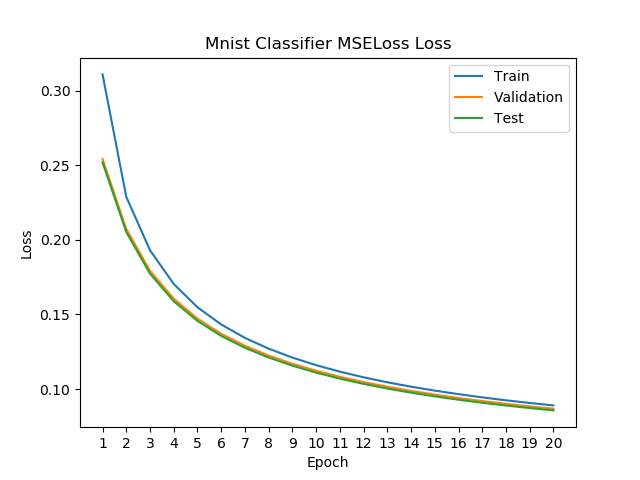 Mnist Classifier MSELoss Loss
Train
Validation
Test
0.30
0.25
0.20
0.15
0.10
Loss
1 2 3 4 5 6 7 8 9 10 11 12 13 14 15 16 17 18 19 20
Epoch